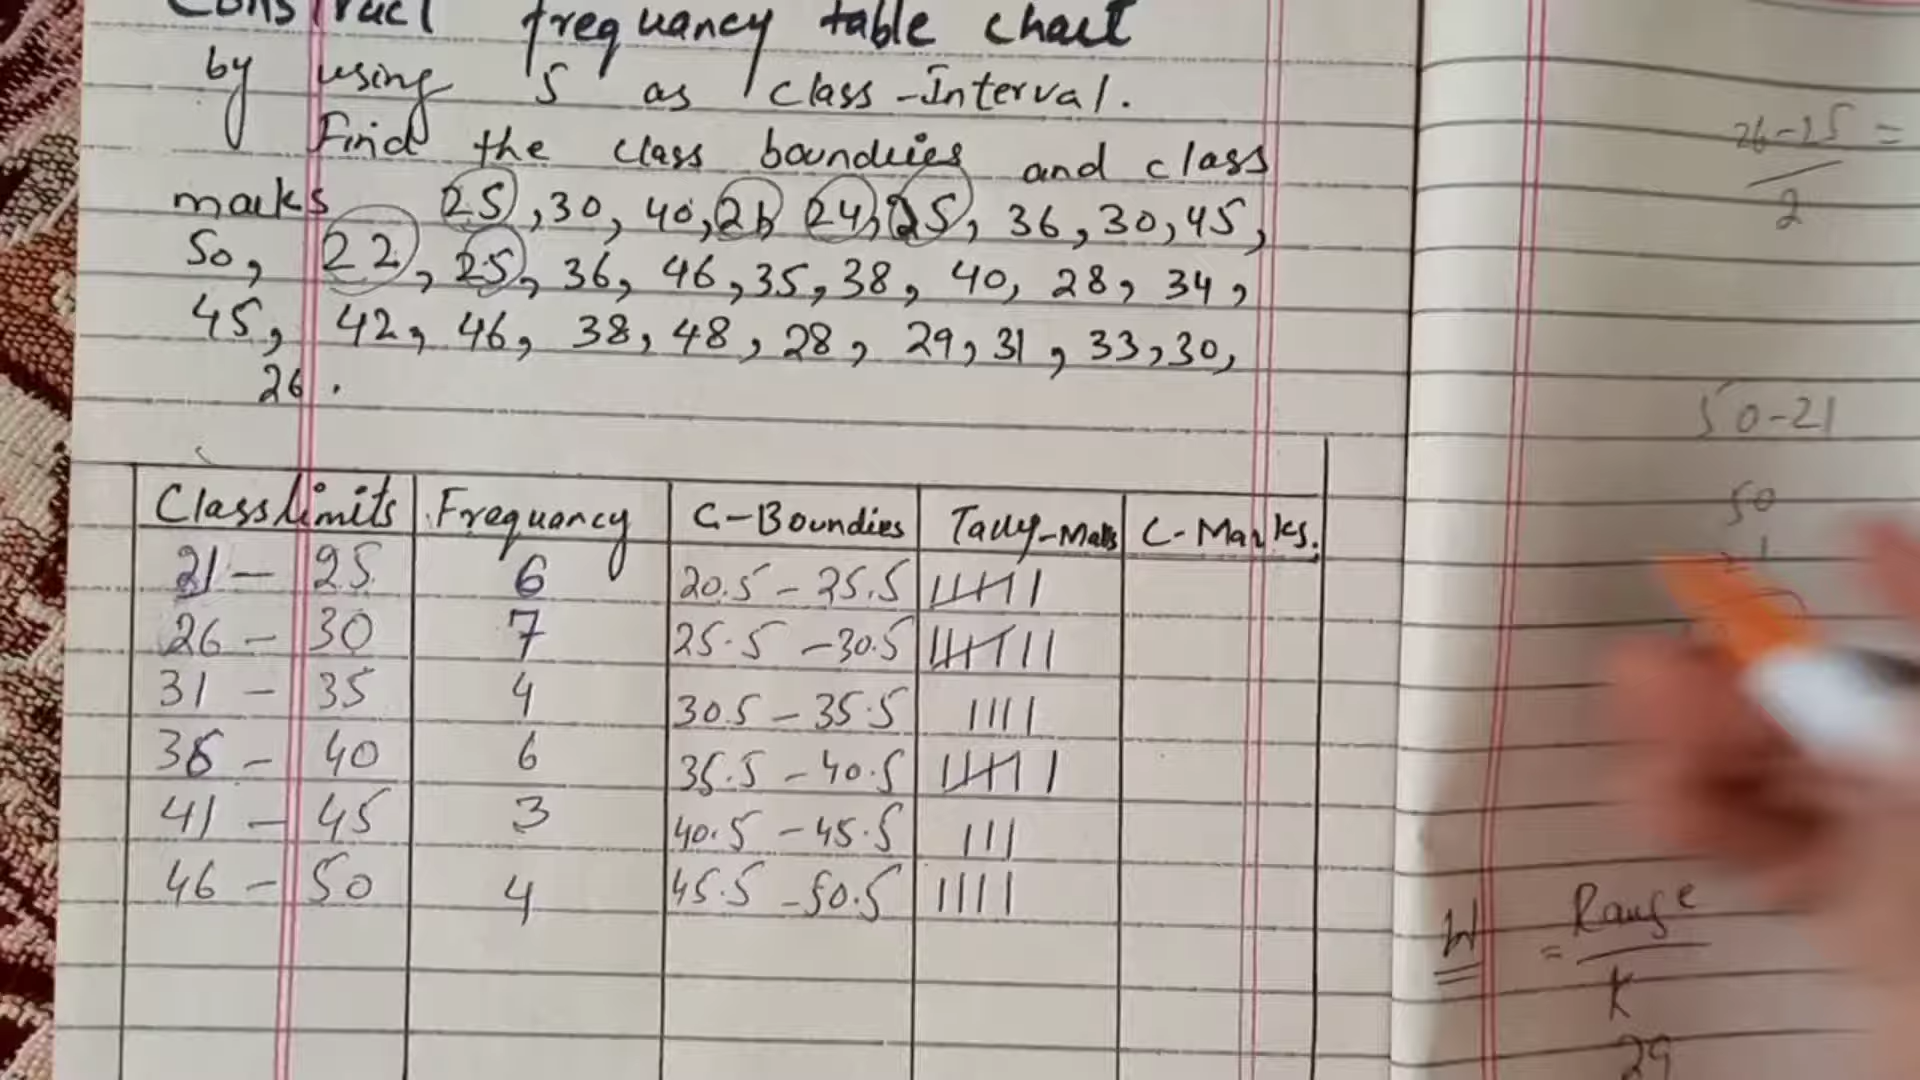 Construct frequancy table chart
by using 5 as class-Interval.
Find the class boundries and class
marks 25, 30, 40, 21, 24, 25, 36, 30, 45,
50, 22, 25, 36, 46, 35, 38, 40, 28, 34,
45, 42, 46, 38, 48, 28, 29, 31, 33, 30,
26.
Class limits Frequancy C-Boundies Tally-Maks C-Marks.
21 - 25 6 20.5 - 25.5
26 - 30 7 25.5 - 30.5
31 - 35 4 30.5 - 35.5 ||||
36 - 40 6 35.5 - 40.5
41 - 45 3 40.5 - 45.5 |||
46 - 50 4 45.5 - 50.5 ||||
26-25 =
2
50-21
50
= Range
K
29